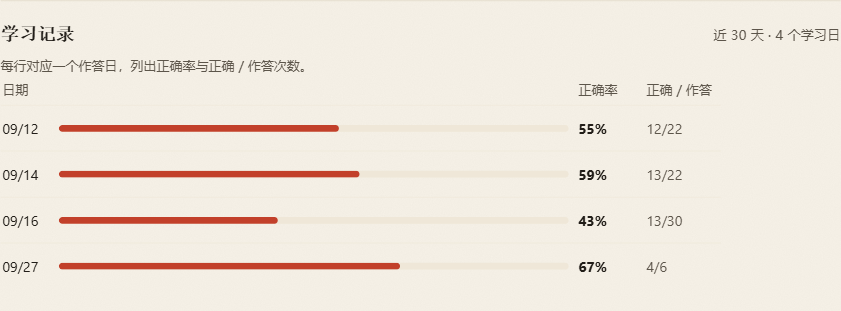 学习记录 近 30 天 · 4 个学习日
每行对应一个作答日，列出正确率与正确 / 作答次数。
日期 正确率 正确 / 作答
09/12 55% 12/22
09/14 59% 13/22
09/16 43% 13/30
09/27 67% 4/6